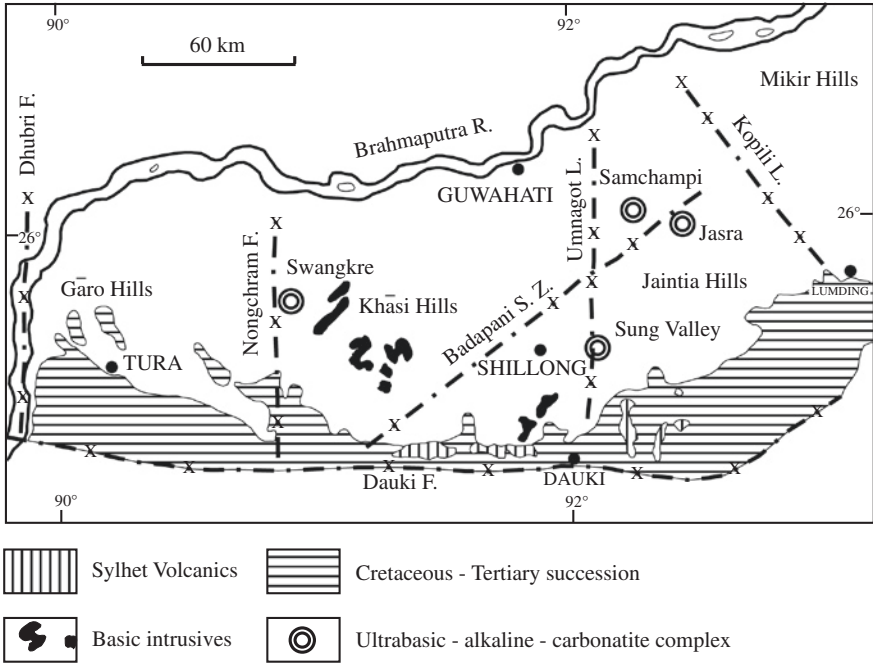 90°
92°
60 km
Mikir Hills
Dhubri F.
Brahmaputra R.
Kopili L.
GUWAHATI
Umnagot L.
Samchampi
26°
26°
Nongchram F.
Jasra
Swangkre
Gāro Hills
Khāsi Hills
Badapani S. Z.
Jaintia Hills
LUMDING
Sung Valley
TURA
SHILLONG
Dauki F.
DAUKI
90°
92°
Sylhet Volcanics
Cretaceous - Tertiary succession
Basic intrusives
Ultrabasic - alkaline - carbonatite complex